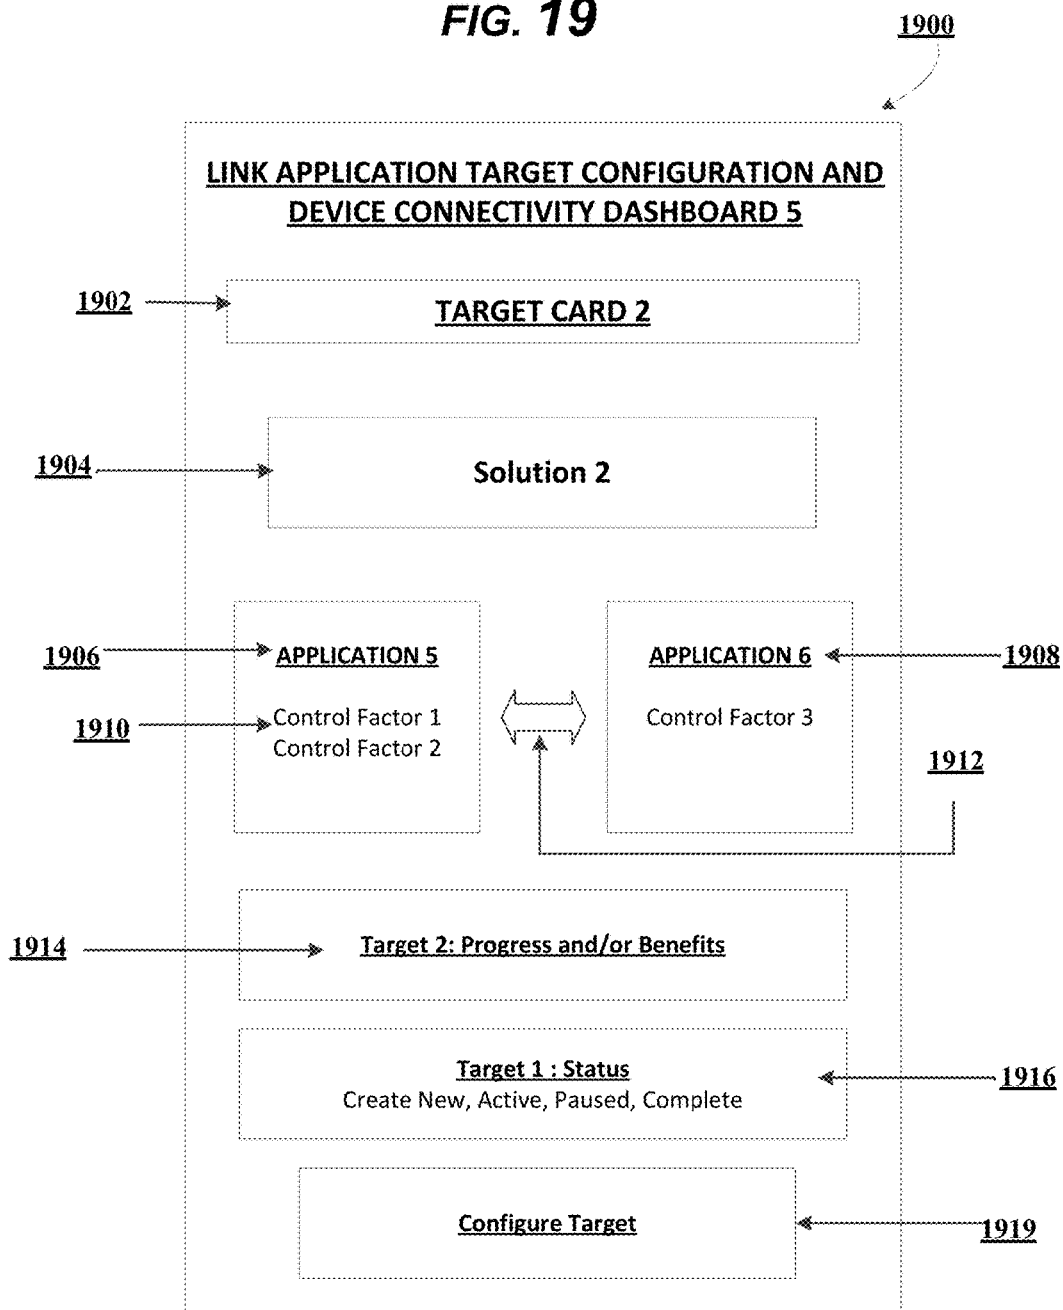 FIG. 19
1900
LINK APPLICATION TARGET CONFIGURATION AND
DEVICE CONNECTIVITY DASHBOARD 5
1902
TARGET CARD 2
1904
Solution 2
1906
APPLICATION 5
APPLICATION 6
1908
1910
Control Factor 1
Control Factor 2
Control Factor 3
1912
1914
Target 2: Progress and/or Benefits
Target 1 : Status
Create New, Active, Paused, Complete
1916
Configure Target
1919